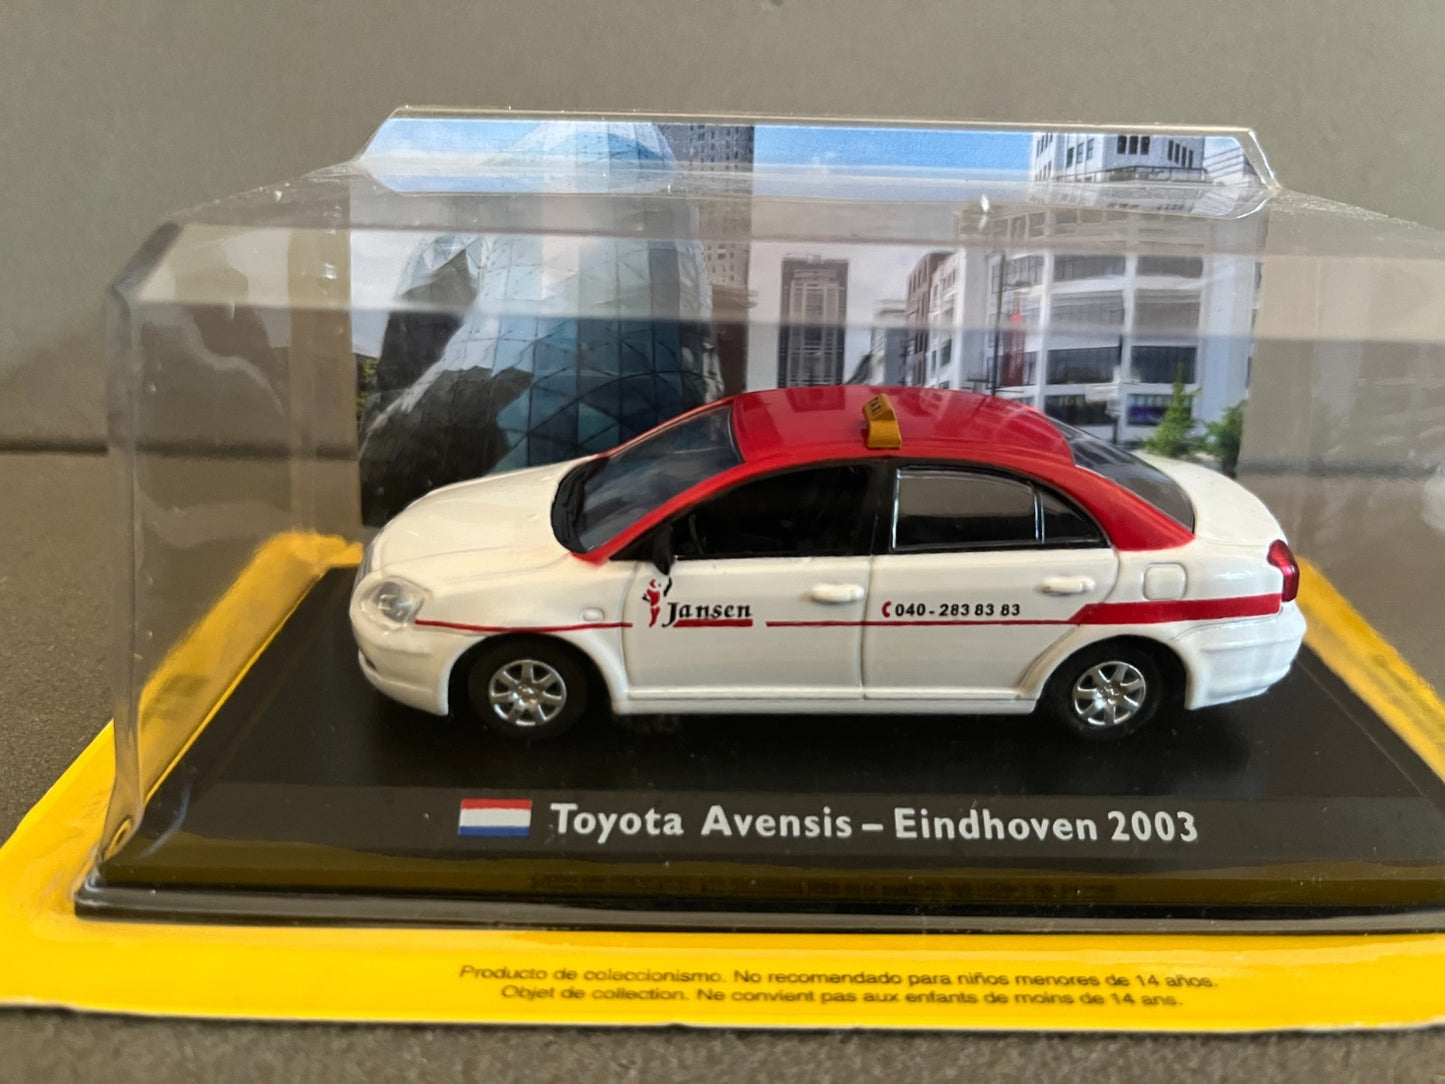 TAXI
Jansen
040-283 83 83
Toyota Avensis – Eindhoven 2003
Producto de coleccionismo. No recomendado para niños menores de 14 años.
Objet de collection. Ne convient pas aux enfants de moins de 14 ans.